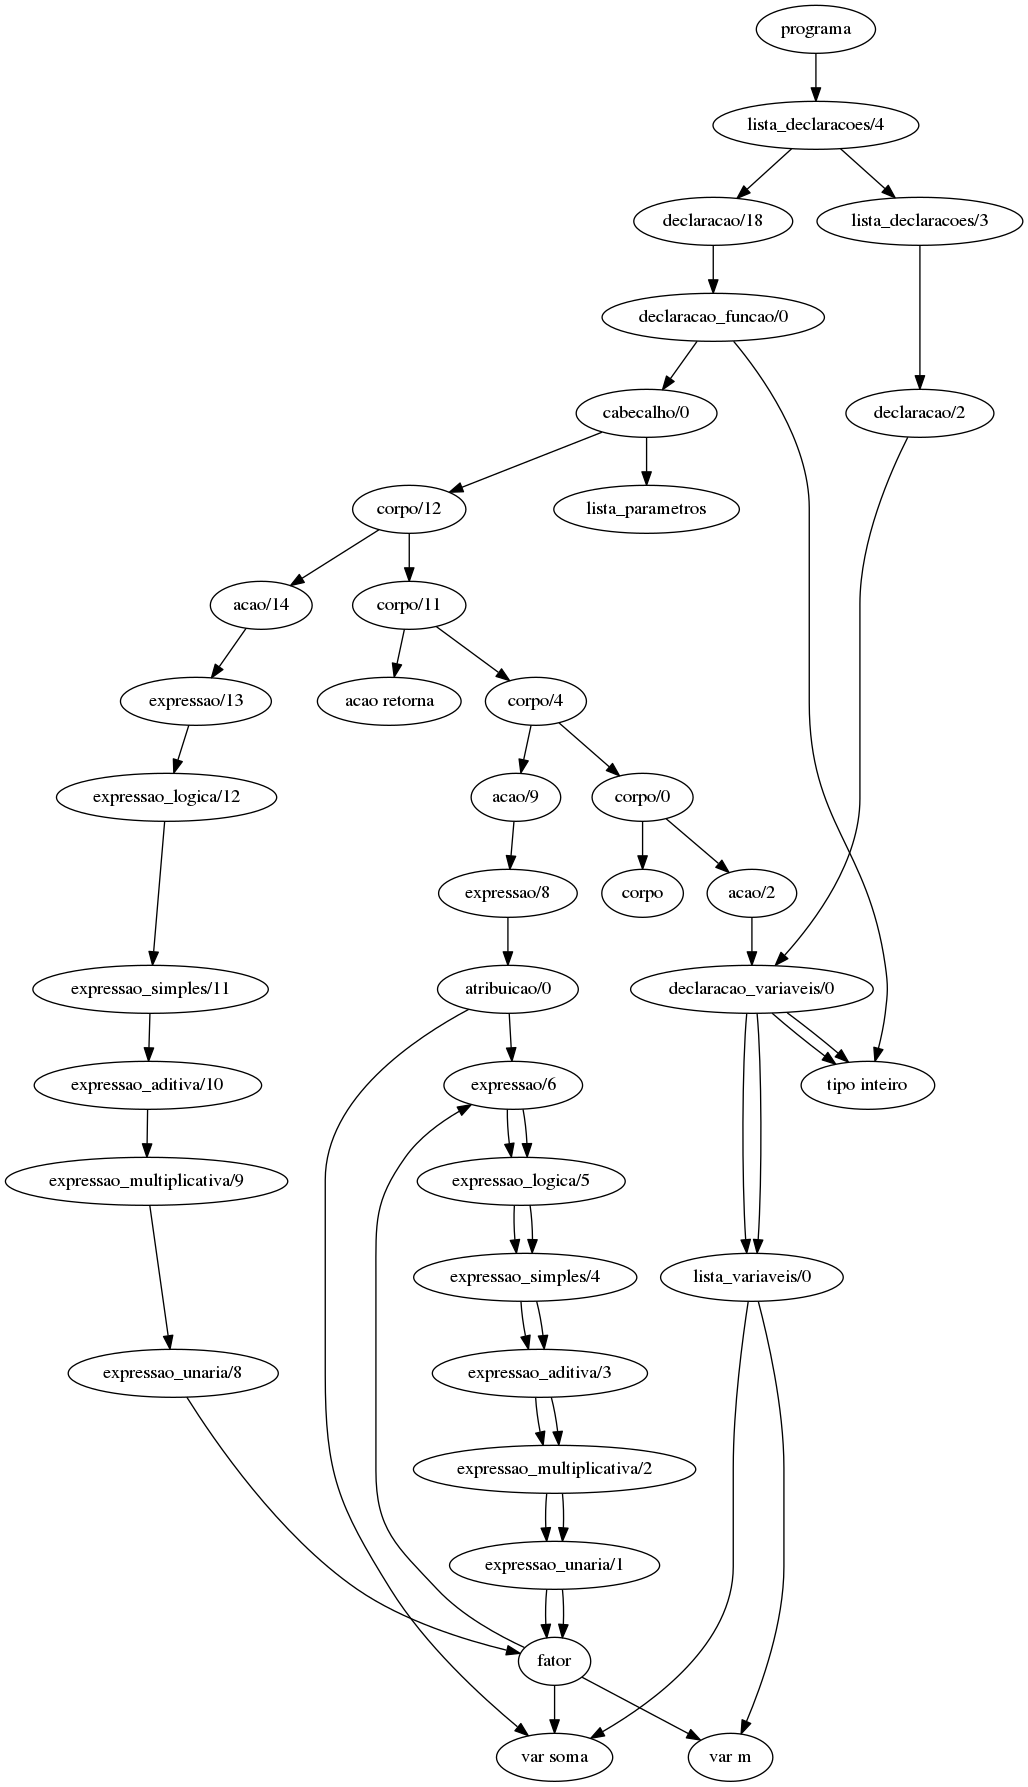 programa
lista_declaracoes/4
declaracao/18
lista_declaracoes/3
declaracao_funcao/0
cabecalho/0
declaracao/2
corpo/12
lista_parametros
acao/14
corpo/11
expressao/13
acao retorna
corpo/4
expressao_logica/12
acao/9
corpo/0
expressao/8
corpo
acao/2
expressao_simples/11
atribuicao/0
declaracao_variaveis/0
expressao_aditiva/10
expressao/6
tipo inteiro
expressao_multiplicativa/9
expressao_logica/5
expressao_simples/4
lista_variaveis/0
expressao_unaria/8
expressao_aditiva/3
expressao_multiplicativa/2
expressao_unaria/1
fator
var soma
var m